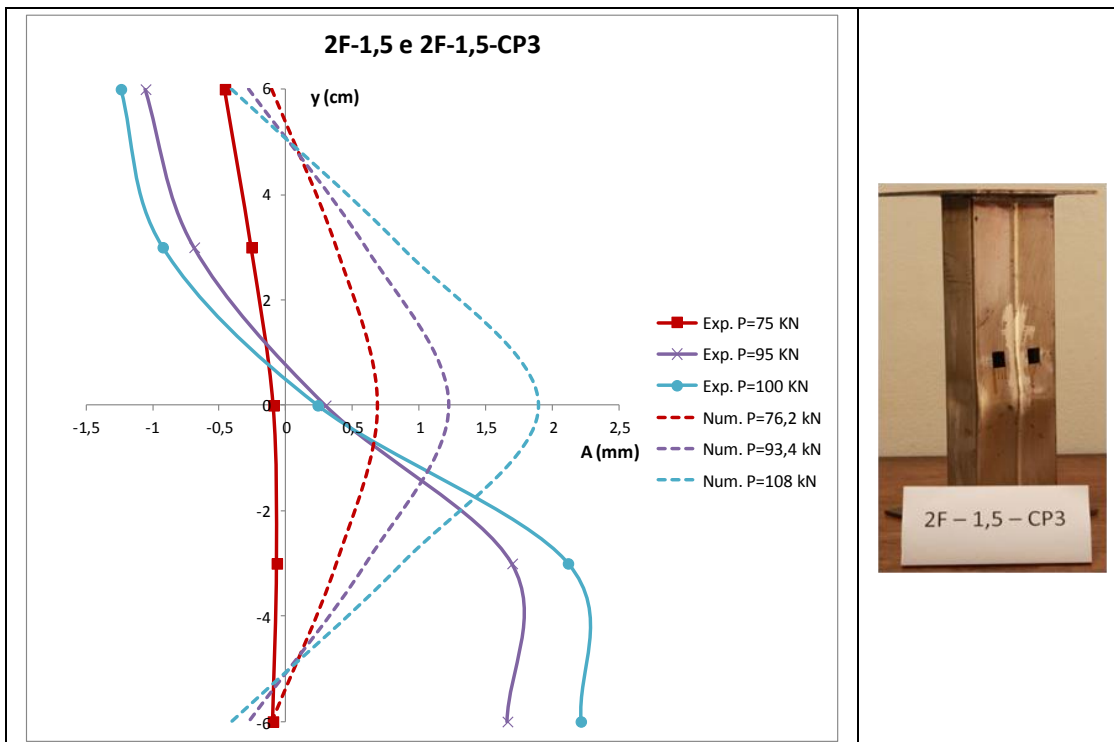 2F-1,5 e 2F-1,5-CP3
y (cm)
6
4
2
0
-2
-4
-6
-1,5
-1
-0,5
0
0,5
1
1,5
2
2,5
A (mm)
Exp. P=75 KN
Exp. P=95 KN
Exp. P=100 KN
Num. P=76,2 kN
Num. P=93,4 kN
Num. P=108 kN
2F – 1,5 – CP3